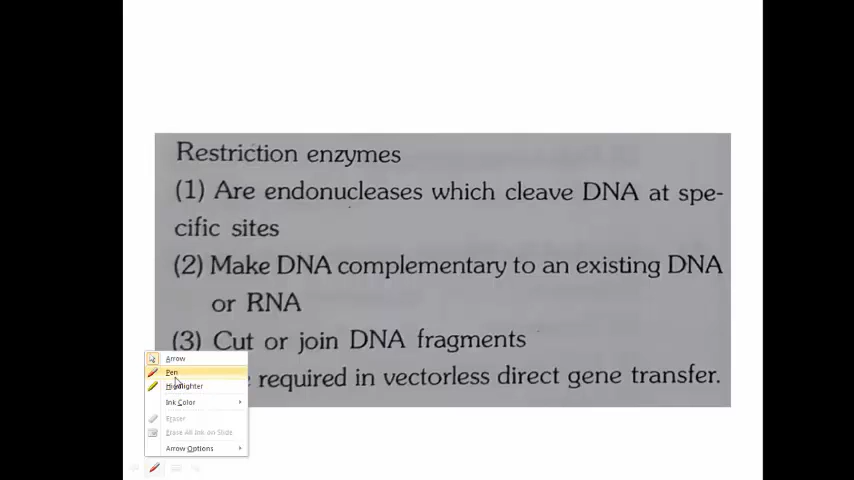 Restriction enzymes
(1) Are endonucleases which cleave DNA at spe-
cific sites
(2) Make DNA complementary to an existing DNA
or RNA
(3) Cut or join DNA fragments
required in vectorless direct gene transfer.
Arrow
Pen
Highlighter
Ink Color
Eraser
Erase All Ink on Slide
Arrow Options